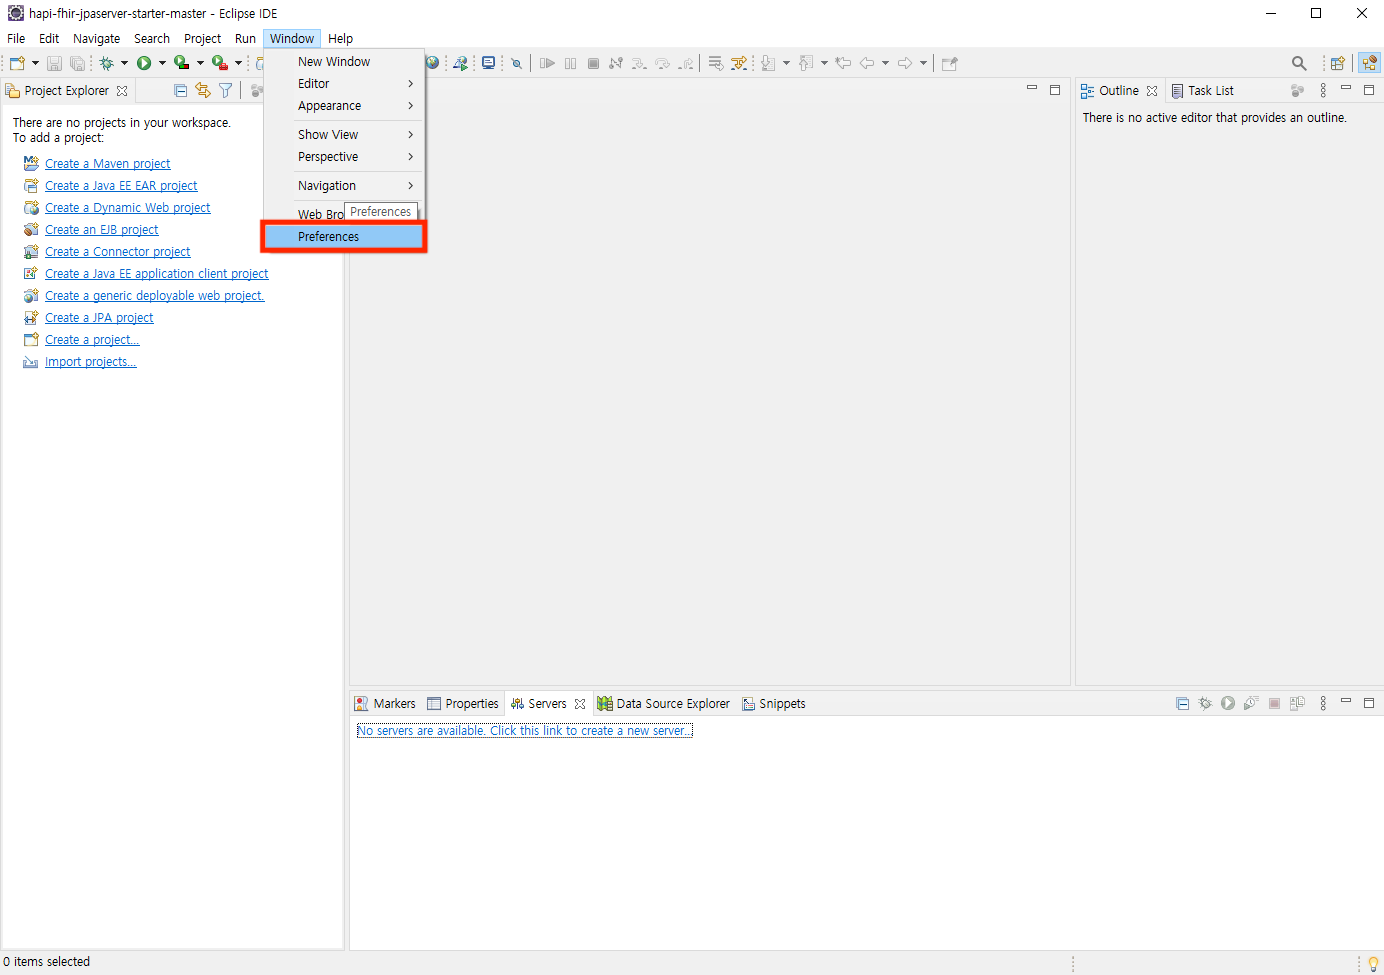 hapi-fhir-jpaserver-starter-master - Eclipse IDE
File Edit Navigate Search Project Run Window Help
New Window
Editor
Appearance
Show View
Perspective
Navigation
Web Bro
Preferences
Preferences
Project Explorer
There are no projects in your workspace.
To add a project:
Create a Maven project
Create a Java EE EAR project
Create a Dynamic Web project
Create an EJB project
Create a Connector project
Create a Java EE application client project
Create a generic deployable web project.
Create a JPA project
Create a project...
Import projects...
Outline Task List
There is no active editor that provides an outline.
Markers Properties Servers Data Source Explorer Snippets
No servers are available. Click this link to create a new server...
0 items selected